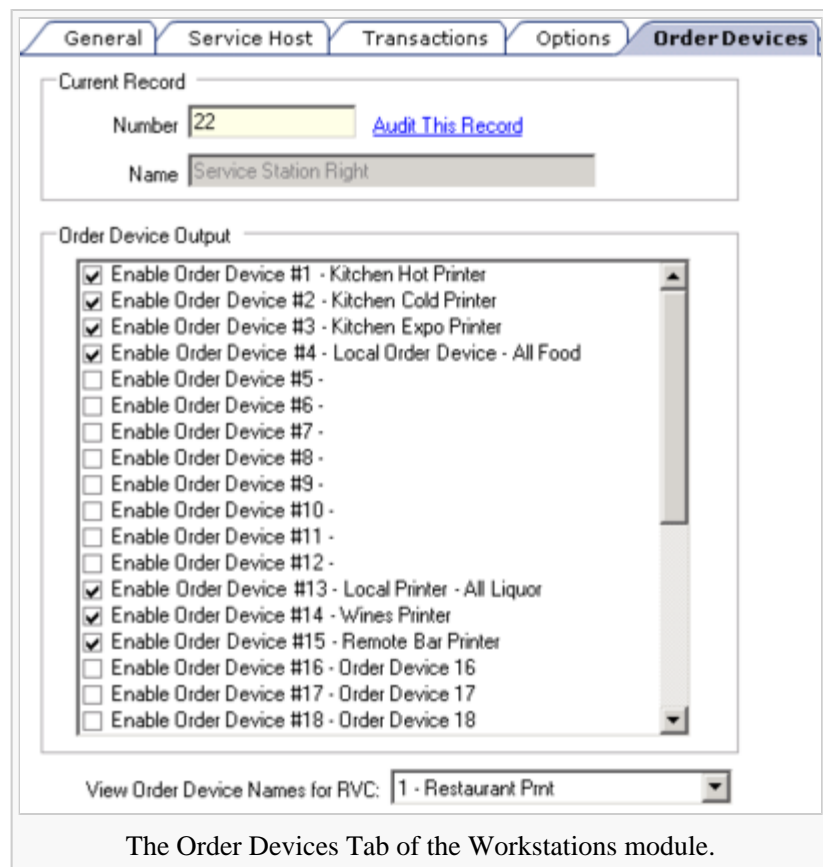 General Service Host Transactions Options Order Devices
Current Record
Number 22 Audit This Record
Name Service Station Right
Order Device Output
Enable Order Device #1 - Kitchen Hot Printer
Enable Order Device #2 - Kitchen Cold Printer
Enable Order Device #3 - Kitchen Expo Printer
Enable Order Device #4 - Local Order Device - All Food
Enable Order Device #5 -
Enable Order Device #6 -
Enable Order Device #7 -
Enable Order Device #8 -
Enable Order Device #9 -
Enable Order Device #10 -
Enable Order Device #11 -
Enable Order Device #12 -
Enable Order Device #13 - Local Printer - All Liquor
Enable Order Device #14 - Wines Printer
Enable Order Device #15 - Remote Bar Printer
Enable Order Device #16 - Order Device 16
Enable Order Device #17 - Order Device 17
Enable Order Device #18 - Order Device 18
View Order Device Names for RVC: 1 - Restaurant Prnt
The Order Devices Tab of the Workstations module.